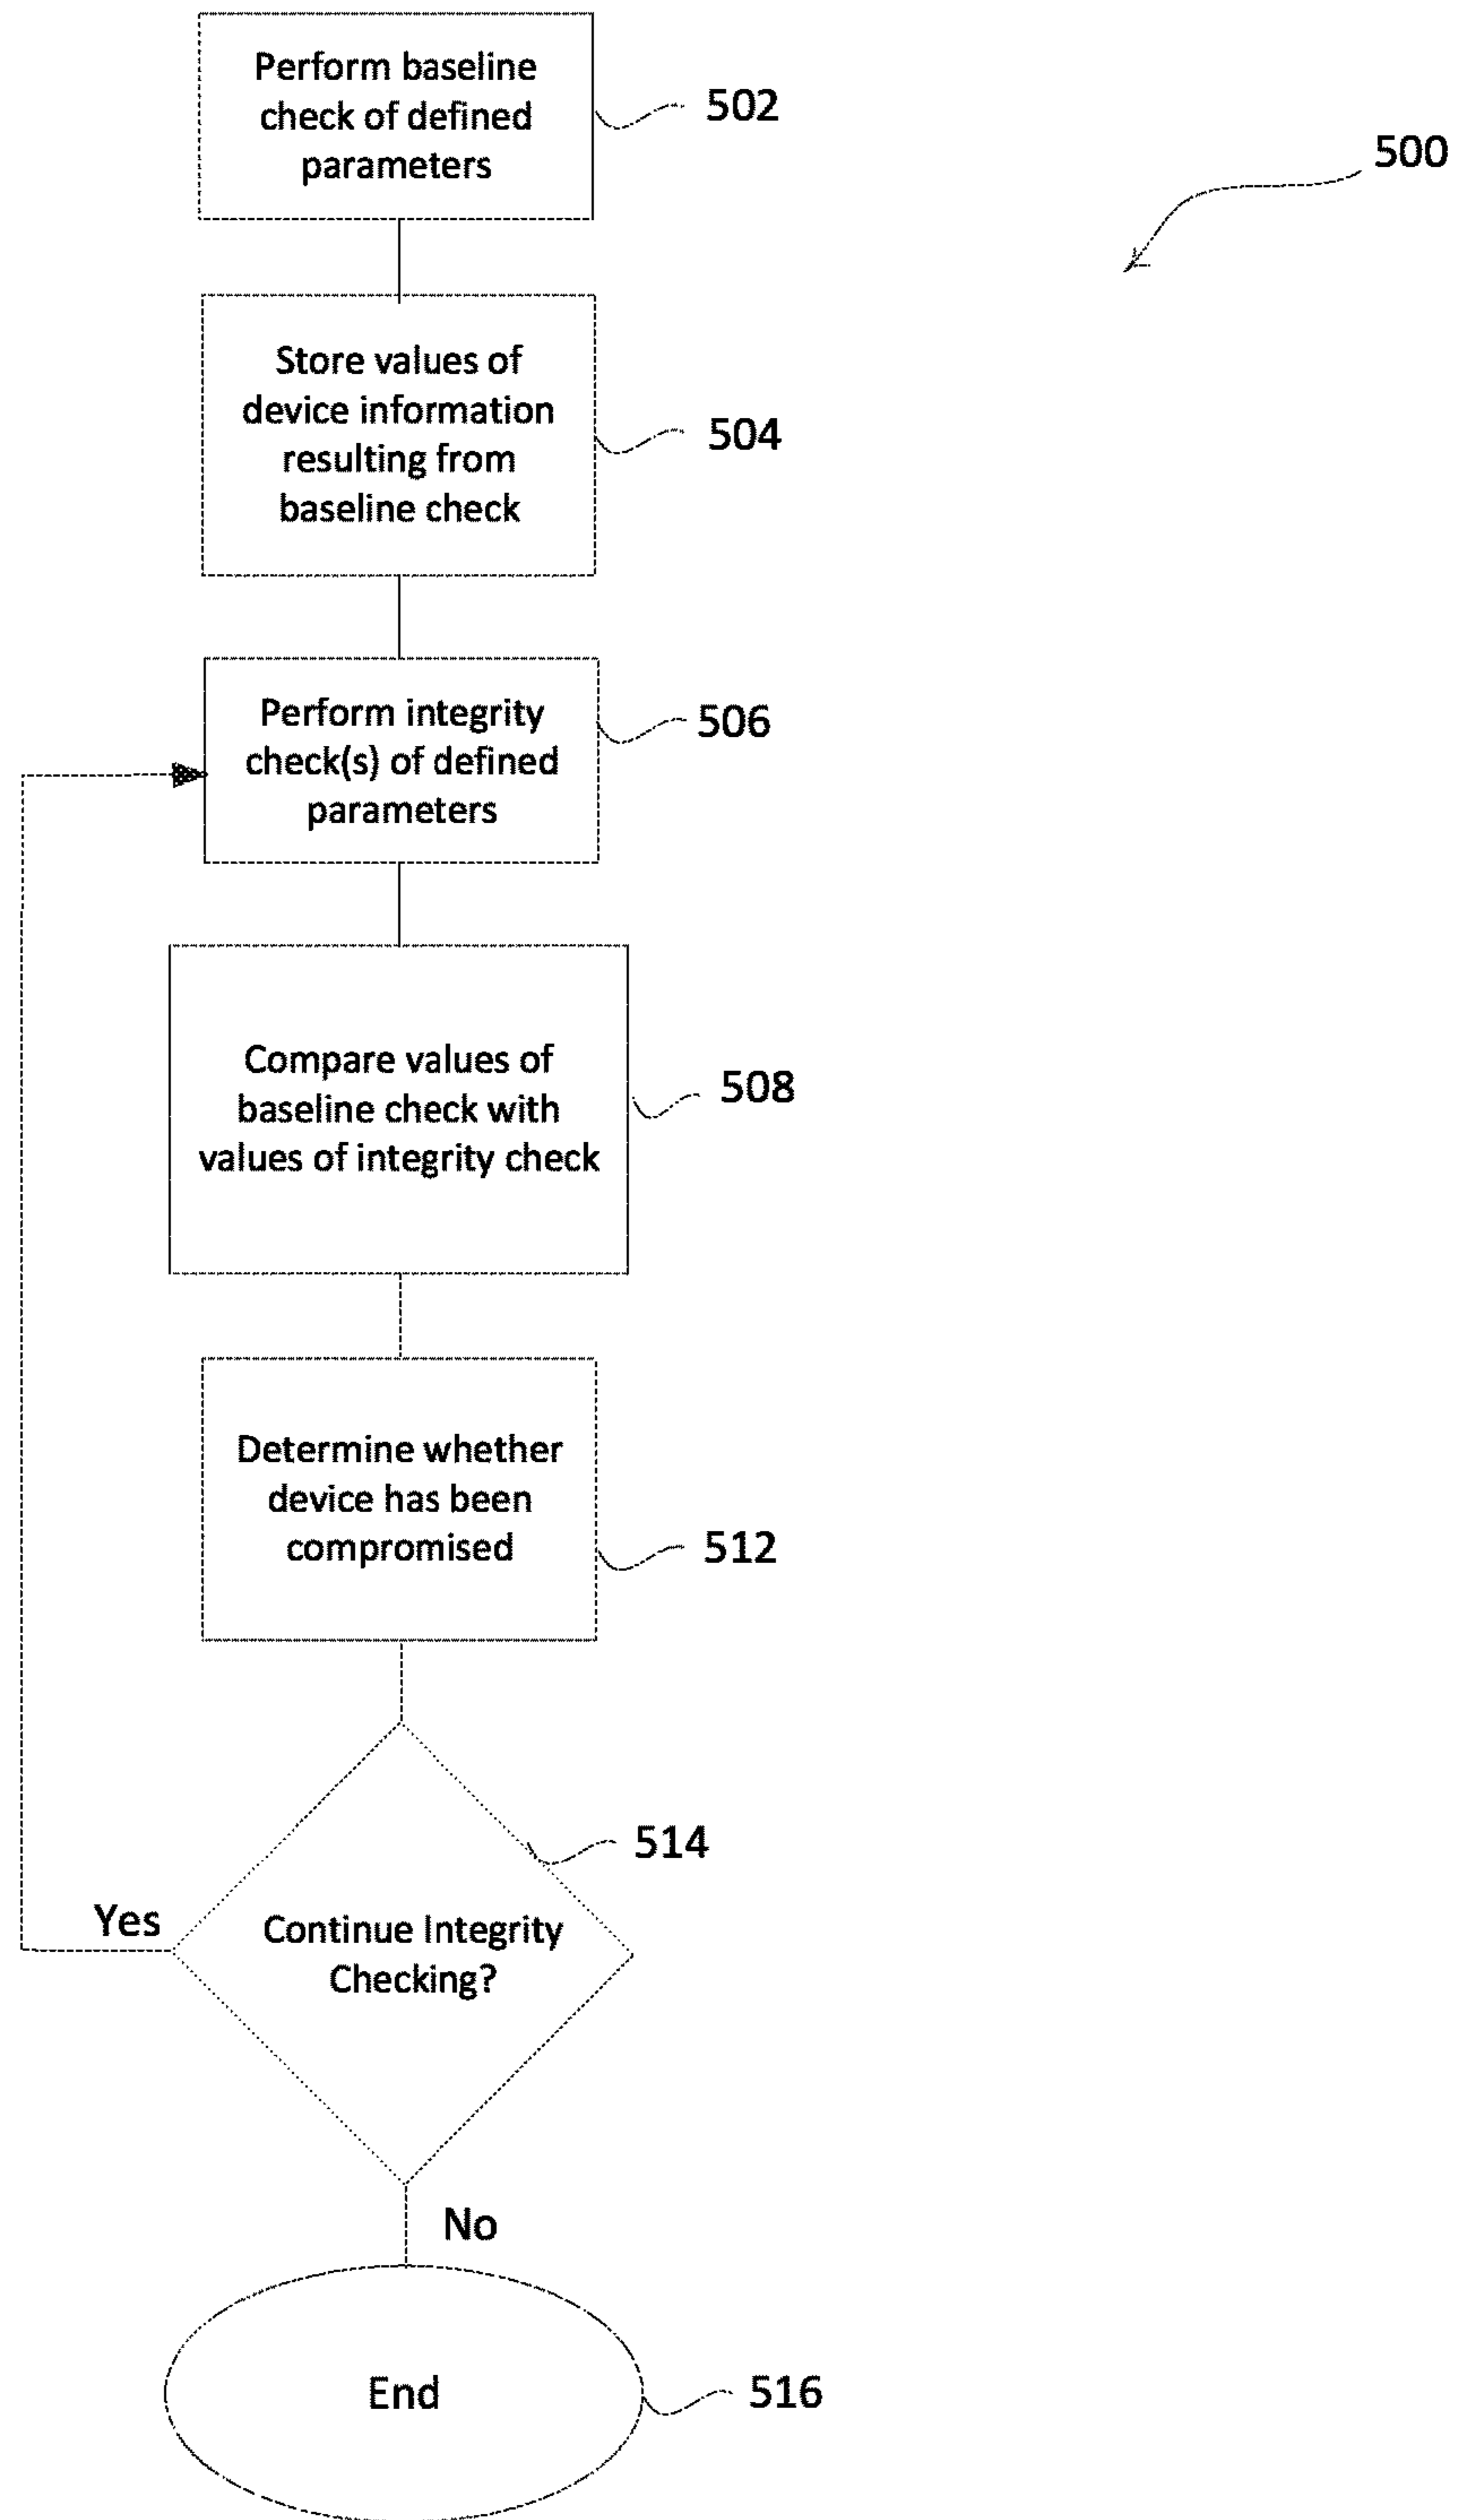 Perform baseline
check of defined
parameters
502
500
Store values of
device information
resulting from
baseline check
504
Perform integrity
check(s) of defined
parameters
506
Compare values of
baseline check with
values of integrity check
508
Determine whether
device has been
compromised
512
514
Yes
Continue Integrity
Checking?
No
End
516